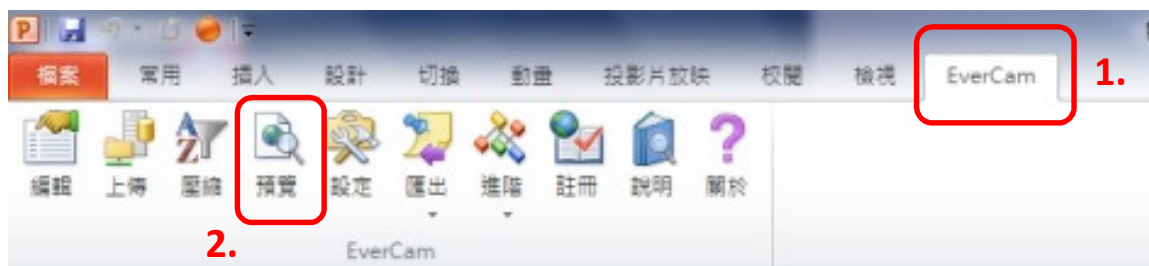 檔案 常用 插入 設計 切換 動畫 投影片放映 校閱 檢視 EverCam 1.
編輯 上傳 壓縮 預覽 設定 匯出 進階 註冊 說明 關於
2. EverCam